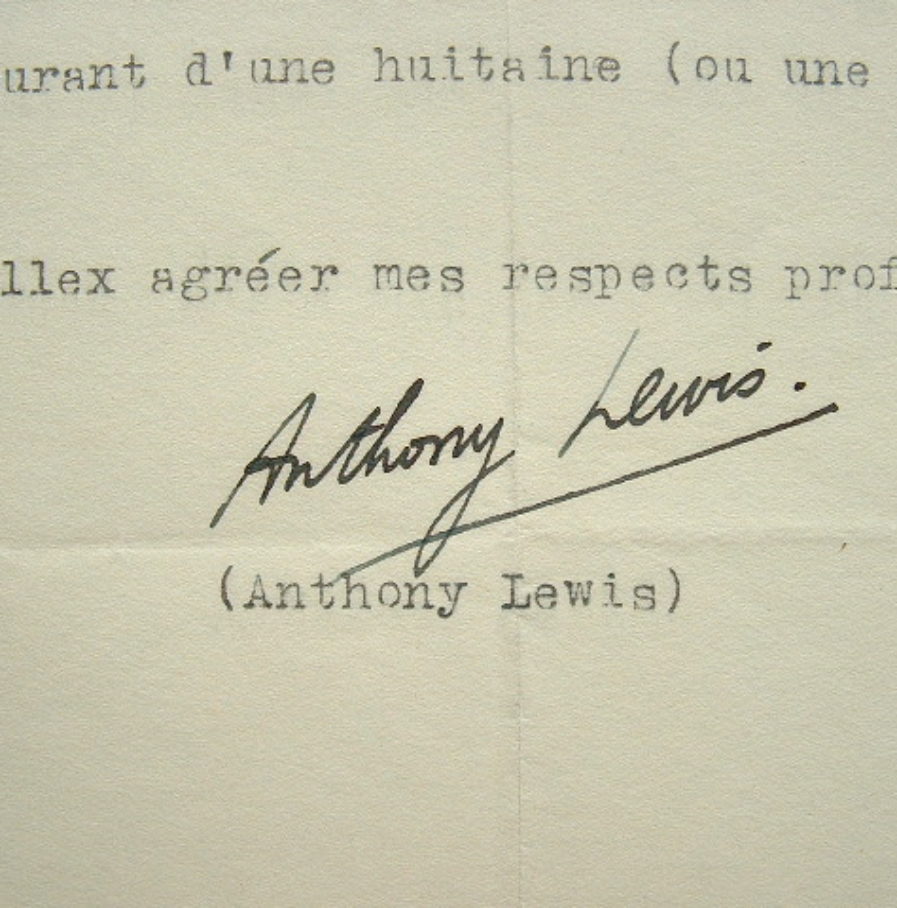 urant d'une huitaine (ou une
llex agréer mes respects prof
Anthony Lewis.
(Anthony Lewis)